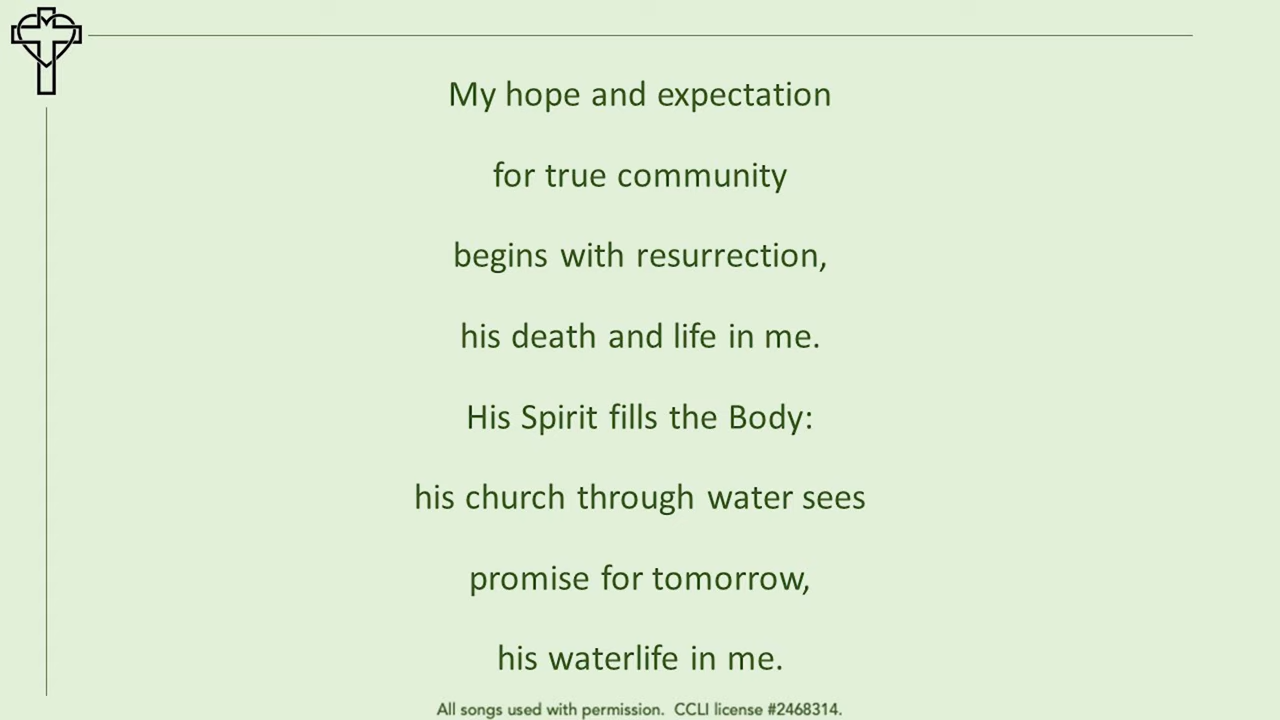 My hope and expectation
for true community
begins with resurrection,
his death and life in me.
His Spirit fills the Body:
his church through water sees
promise for tomorrow,
his waterlife in me.
All songs used with permission. CCLI license #2468314.